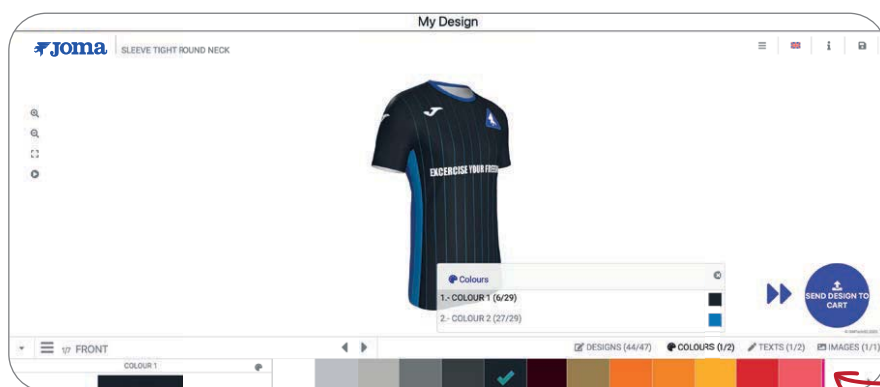 My Design
Joma
SLEEVE TIGHT ROUND NECK
EXCERCISE YOUR
Colours
1.- COLOUR 1 (6/29)
2.- COLOUR 2 (27/29)
SEND DESIGN TO
CART
1/7 FRONT
DESIGNS (44/47)
COLOURS (1/2)
TEXTS (1/2)
IMAGES (1/1)
COLOUR 1